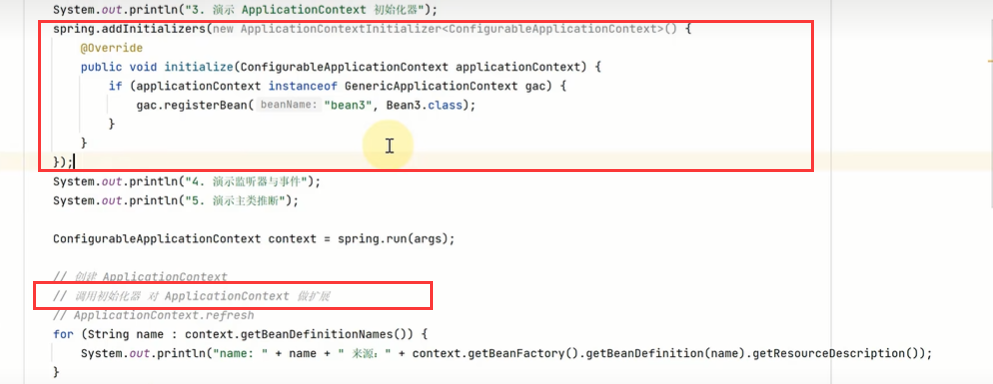 System.out.println("3. 演示 ApplicationContext 初始化器");
spring.addInitializers(new ApplicationContextInitializer<ConfigurableApplicationContext>() {
@Override
public void initialize(ConfigurableApplicationContext applicationContext) {
if (applicationContext instanceof GenericApplicationContext gac) {
gac.registerBean( beanName: "bean3", Bean3.class);
}
}
});
System.out.println("4. 演示监听器与事件");
System.out.println("5. 演示主类推断");
ConfigurableApplicationContext context = spring.run(args);
// 创建 ApplicationContext
// 调用初始化器 对 ApplicationContext 做扩展
// ApplicationContext.refresh
for (String name : context.getBeanDefinitionNames()) {
System.out.println("name: " + name + " 来源：" + context.getBeanFactory().getBeanDefinition(name).getResourceDescription());
}